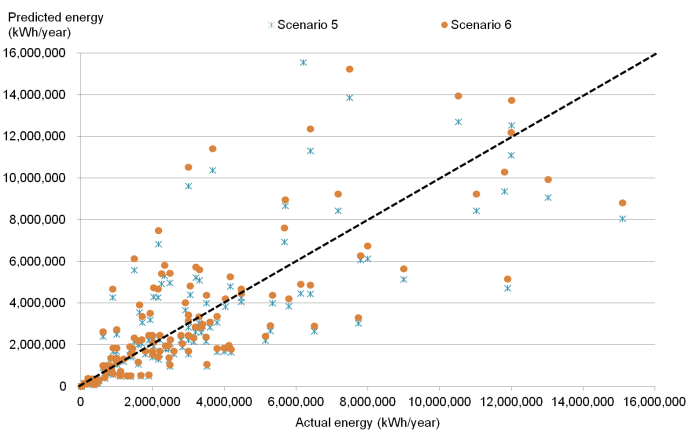 Predicted energy
(kWh/year)
Scenario 5
Scenario 6
16,000,000
14,000,000
12,000,000
10,000,000
8,000,000
6,000,000
4,000,000
2,000,000
0
0 2,000,000 4,000,000 6,000,000 8,000,000 10,000,000 12,000,000 14,000,000 16,000,000
Actual energy (kWh/year)